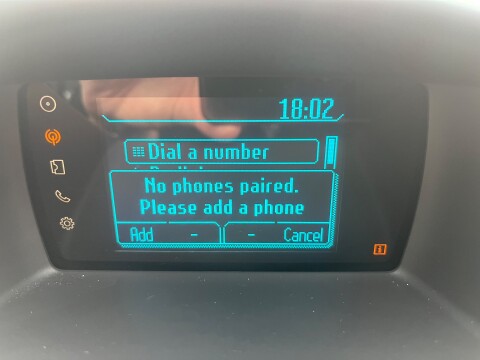 18:02
Dial a number
No phones paired.
Please add a phone
Add - - Cancel